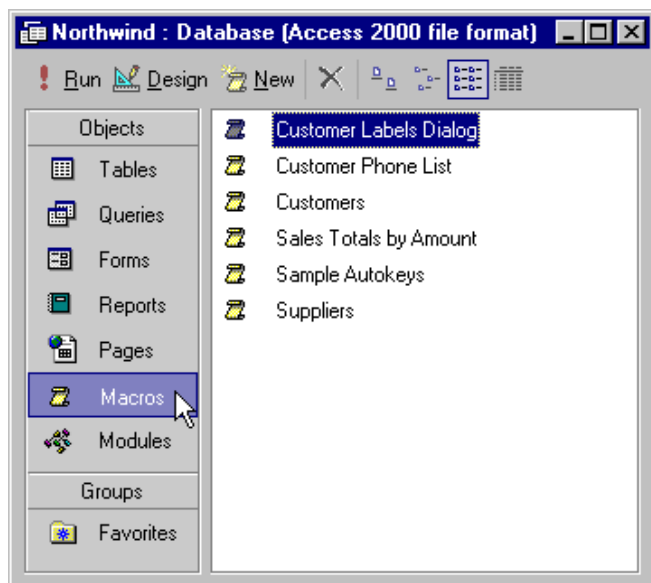 Northwind : Database (Access 2000 file format)
Run Design New
Objects
Tables
Queries
Forms
Reports
Pages
Macros
Modules
Groups
Favorites
Customer Labels Dialog
Customer Phone List
Customers
Sales Totals by Amount
Sample Autokeys
Suppliers